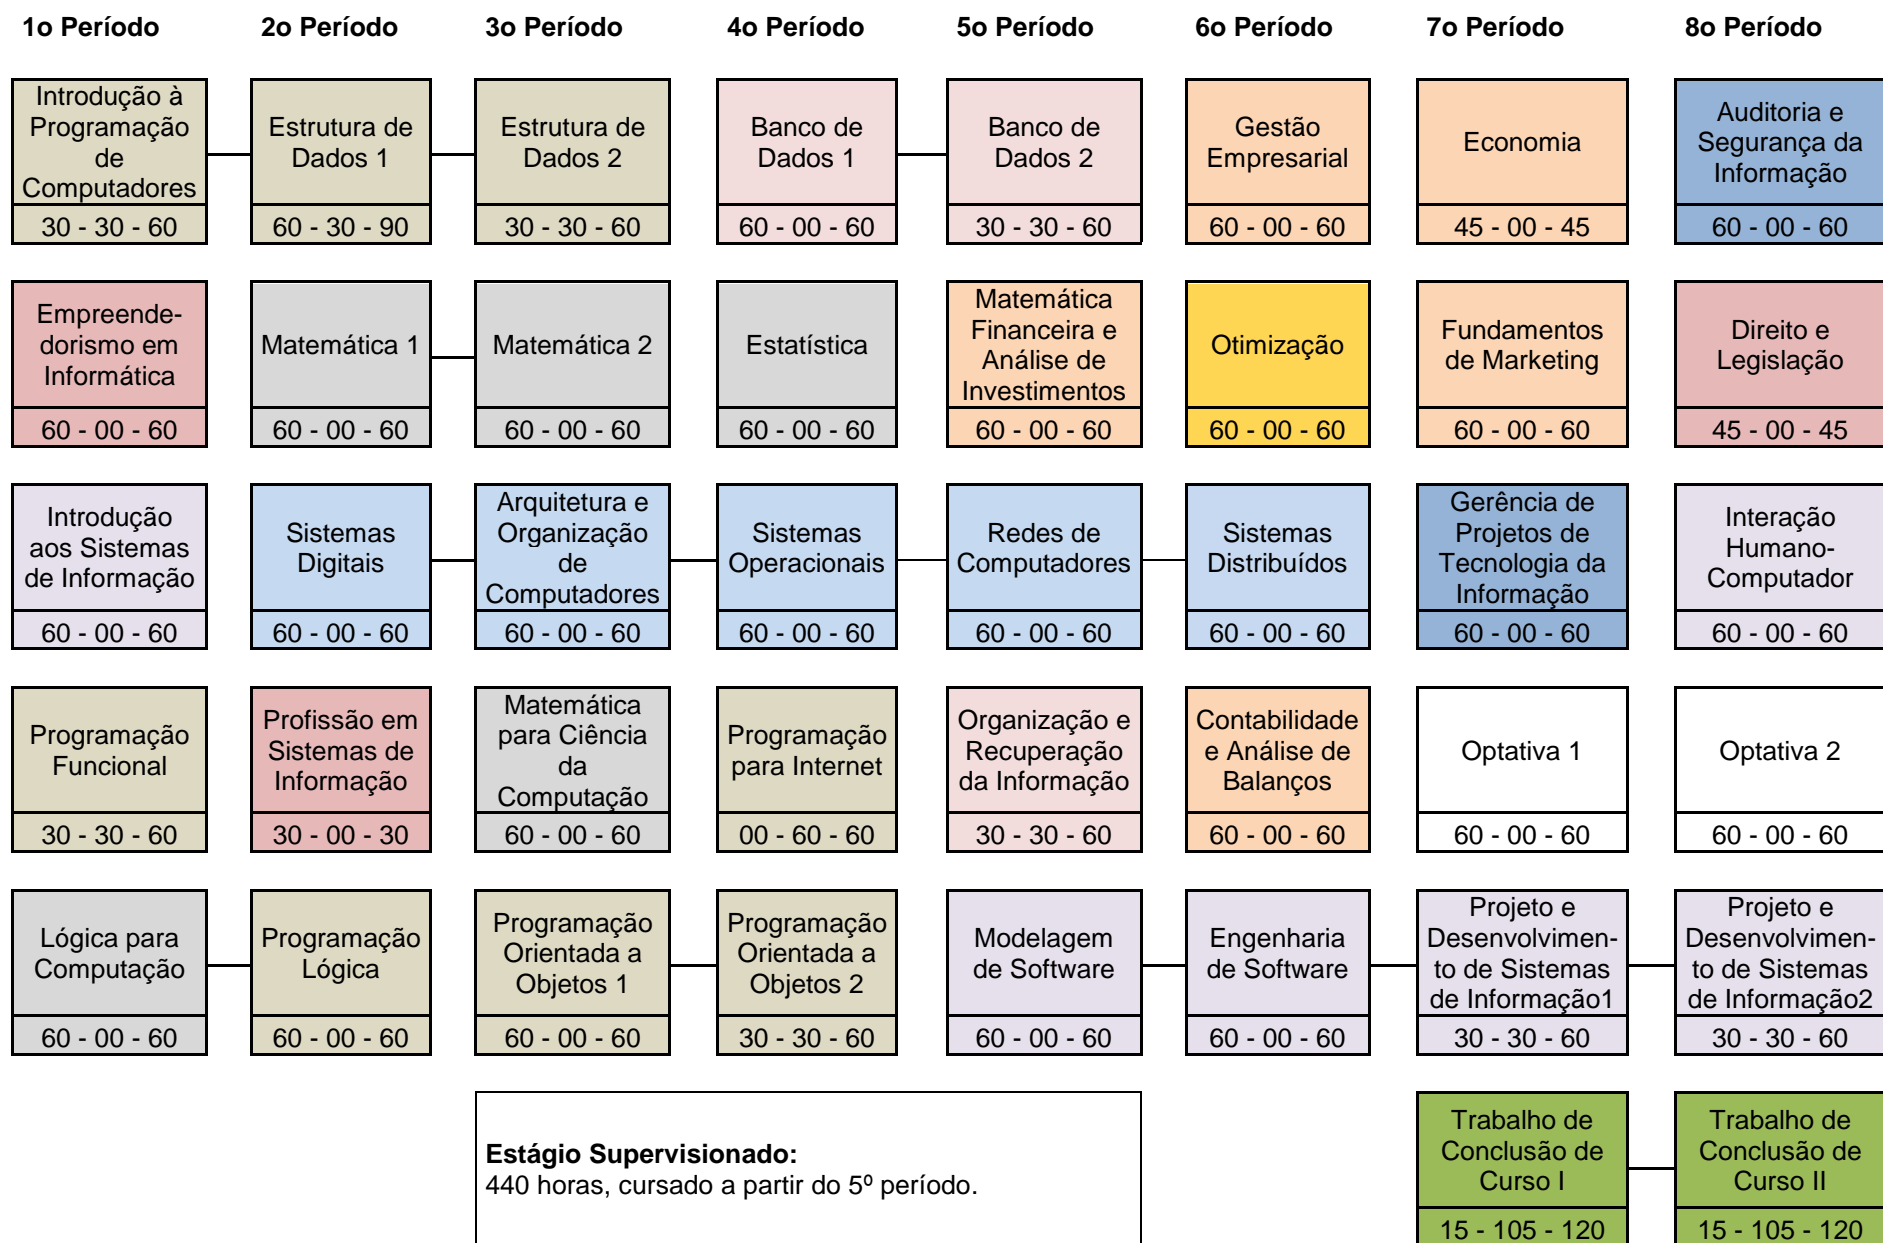 1o Período
2o Período
3o Período
4o Período
5o Período
6o Período
7o Período
8o Período
Introdução à
Programação
de
Computadores
30 - 30 - 60
Estrutura de
Dados 1
60 - 30 - 90
Estrutura de
Dados 2
30 - 30 - 60
Banco de
Dados 1
60 - 00 - 60
Banco de
Dados 2
30 - 30 - 60
Gestão
Empresarial
60 - 00 - 60
Economia
45 - 00 - 45
Auditoria e
Segurança da
Informação
60 - 00 - 60
Empreende-
dorismo em
Informática
60 - 00 - 60
Matemática 1
60 - 00 - 60
Matemática 2
60 - 00 - 60
Estatística
60 - 00 - 60
Matemática
Financeira e
Análise de
Investimentos
60 - 00 - 60
Otimização
60 - 00 - 60
Fundamentos
de Marketing
60 - 00 - 60
Direito e
Legislação
45 - 00 - 45
Introdução
aos Sistemas
de Informação
60 - 00 - 60
Sistemas
Digitais
60 - 00 - 60
Arquitetura e
Organização
de
Computadores
60 - 00 - 60
Sistemas
Operacionais
60 - 00 - 60
Redes de
Computadores
60 - 00 - 60
Sistemas
Distribuídos
60 - 00 - 60
Gerência de
Projetos de
Tecnologia da
Informação
60 - 00 - 60
Interação
Humano-
Computador
60 - 00 - 60
Programação
Funcional
30 - 30 - 60
Profissão em
Sistemas de
Informação
30 - 00 - 30
Matemática
para Ciência
da
Computação
60 - 00 - 60
Programação
para Internet
00 - 60 - 60
Organização e
Recuperação
da Informação
30 - 30 - 60
Contabilidade
e Análise de
Balanços
60 - 00 - 60
Optativa 1
60 - 00 - 60
Optativa 2
60 - 00 - 60
Lógica para
Computação
60 - 00 - 60
Programação
Lógica
60 - 00 - 60
Programação
Orientada a
Objetos 1
60 - 00 - 60
Programação
Orientada a
Objetos 2
30 - 30 - 60
Modelagem
de Software
60 - 00 - 60
Engenharia
de Software
60 - 00 - 60
Projeto e
Desenvolvimen-
to de Sistemas
de Informação1
30 - 30 - 60
Projeto e
Desenvolvimen-
to de Sistemas
de Informação2
30 - 30 - 60
Estágio Supervisionado:
440 horas, cursado a partir do 5º período.
Trabalho de
Conclusão de
Curso I
15 - 105 - 120
Trabalho de
Conclusão de
Curso II
15 - 105 - 120